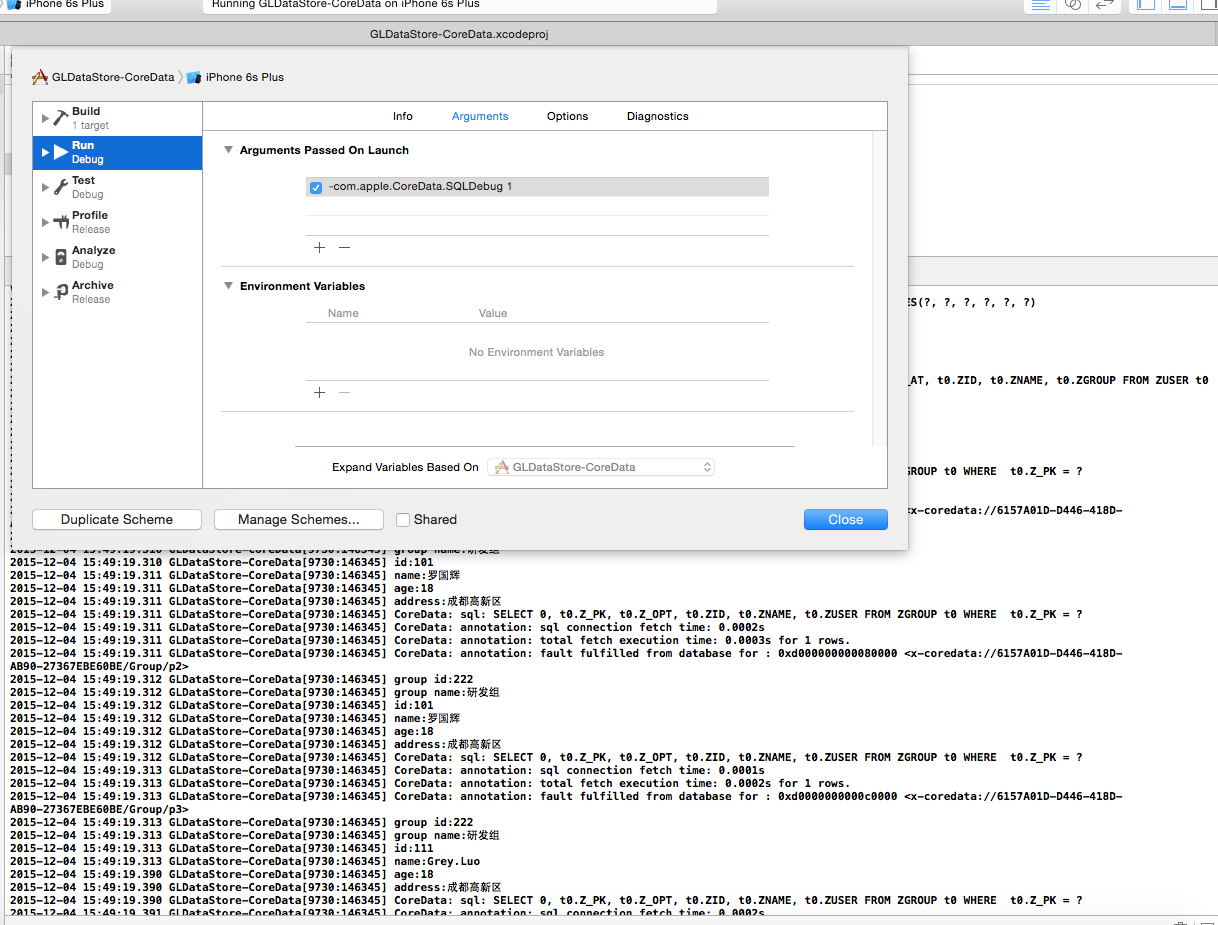 iPhone 6s Plus
Running GLDataStore-CoreData on iPhone 6s Plus
GLDataStore-CoreData.xcodeproj
GLDataStore-CoreData
iPhone 6s Plus
Build
1 target
Run
Debug
Test
Debug
Profile
Release
Analyze
Debug
Archive
Release
Info Arguments Options Diagnostics
Arguments Passed On Launch
-com.apple.CoreData.SQLDebug 1
Environment Variables
Name Value
No Environment Variables
Expand Variables Based On GLDataStore-CoreData
Duplicate Scheme Manage Schemes... Shared Close
ES(?, ?, ?, ?, ?, ?)
_AT, t0.ZID, t0.ZNAME, t0.ZGROUP FROM ZUSER t0
GROUP t0 WHERE  t0.Z_PK = ?
<x-coredata://6157A01D-D446-418D-
2015-12-04 15:49:19.310 GLDataStore-CoreData[9730:146345] group name:研发组
2015-12-04 15:49:19.310 GLDataStore-CoreData[9730:146345] id:101
2015-12-04 15:49:19.311 GLDataStore-CoreData[9730:146345] name:罗国辉
2015-12-04 15:49:19.311 GLDataStore-CoreData[9730:146345] age:18
2015-12-04 15:49:19.311 GLDataStore-CoreData[9730:146345] address:成都高新区
2015-12-04 15:49:19.311 GLDataStore-CoreData[9730:146345] CoreData: sql: SELECT 0, t0.Z_PK, t0.Z_OPT, t0.ZID, t0.ZNAME, t0.ZUSER FROM ZGROUP t0 WHERE  t0.Z_PK = ?
2015-12-04 15:49:19.311 GLDataStore-CoreData[9730:146345] CoreData: annotation: sql connection fetch time: 0.0002s
2015-12-04 15:49:19.311 GLDataStore-CoreData[9730:146345] CoreData: annotation: total fetch execution time: 0.0003s for 1 rows.
2015-12-04 15:49:19.311 GLDataStore-CoreData[9730:146345] CoreData: annotation: fault fulfilled from database for : 0xd000000000080000 <x-coredata://6157A01D-D446-418D-
AB90-27367EBE60BE/Group/p2>
2015-12-04 15:49:19.312 GLDataStore-CoreData[9730:146345] group id:222
2015-12-04 15:49:19.312 GLDataStore-CoreData[9730:146345] group name:研发组
2015-12-04 15:49:19.312 GLDataStore-CoreData[9730:146345] id:101
2015-12-04 15:49:19.312 GLDataStore-CoreData[9730:146345] name:罗国辉
2015-12-04 15:49:19.312 GLDataStore-CoreData[9730:146345] age:18
2015-12-04 15:49:19.312 GLDataStore-CoreData[9730:146345] address:成都高新区
2015-12-04 15:49:19.312 GLDataStore-CoreData[9730:146345] CoreData: sql: SELECT 0, t0.Z_PK, t0.Z_OPT, t0.ZID, t0.ZNAME, t0.ZUSER FROM ZGROUP t0 WHERE  t0.Z_PK = ?
2015-12-04 15:49:19.313 GLDataStore-CoreData[9730:146345] CoreData: annotation: sql connection fetch time: 0.0001s
2015-12-04 15:49:19.313 GLDataStore-CoreData[9730:146345] CoreData: annotation: total fetch execution time: 0.0002s for 1 rows.
2015-12-04 15:49:19.313 GLDataStore-CoreData[9730:146345] CoreData: annotation: fault fulfilled from database for : 0xd0000000000c0000 <x-coredata://6157A01D-D446-418D-
AB90-27367EBE60BE/Group/p3>
2015-12-04 15:49:19.313 GLDataStore-CoreData[9730:146345] group id:222
2015-12-04 15:49:19.313 GLDataStore-CoreData[9730:146345] group name:研发组
2015-12-04 15:49:19.313 GLDataStore-CoreData[9730:146345] id:111
2015-12-04 15:49:19.313 GLDataStore-CoreData[9730:146345] name:Grey.Luo
2015-12-04 15:49:19.390 GLDataStore-CoreData[9730:146345] age:18
2015-12-04 15:49:19.390 GLDataStore-CoreData[9730:146345] address:成都高新区
2015-12-04 15:49:19.390 GLDataStore-CoreData[9730:146345] CoreData: sql: SELECT 0, t0.Z_PK, t0.Z_OPT, t0.ZID, t0.ZNAME, t0.ZUSER FROM ZGROUP t0 WHERE  t0.Z_PK = ?
2015-12-04 15:49:19.391 GLDataStore-CoreData[9730:146345] CoreData: annotation: sql connection fetch time: 0.0002s